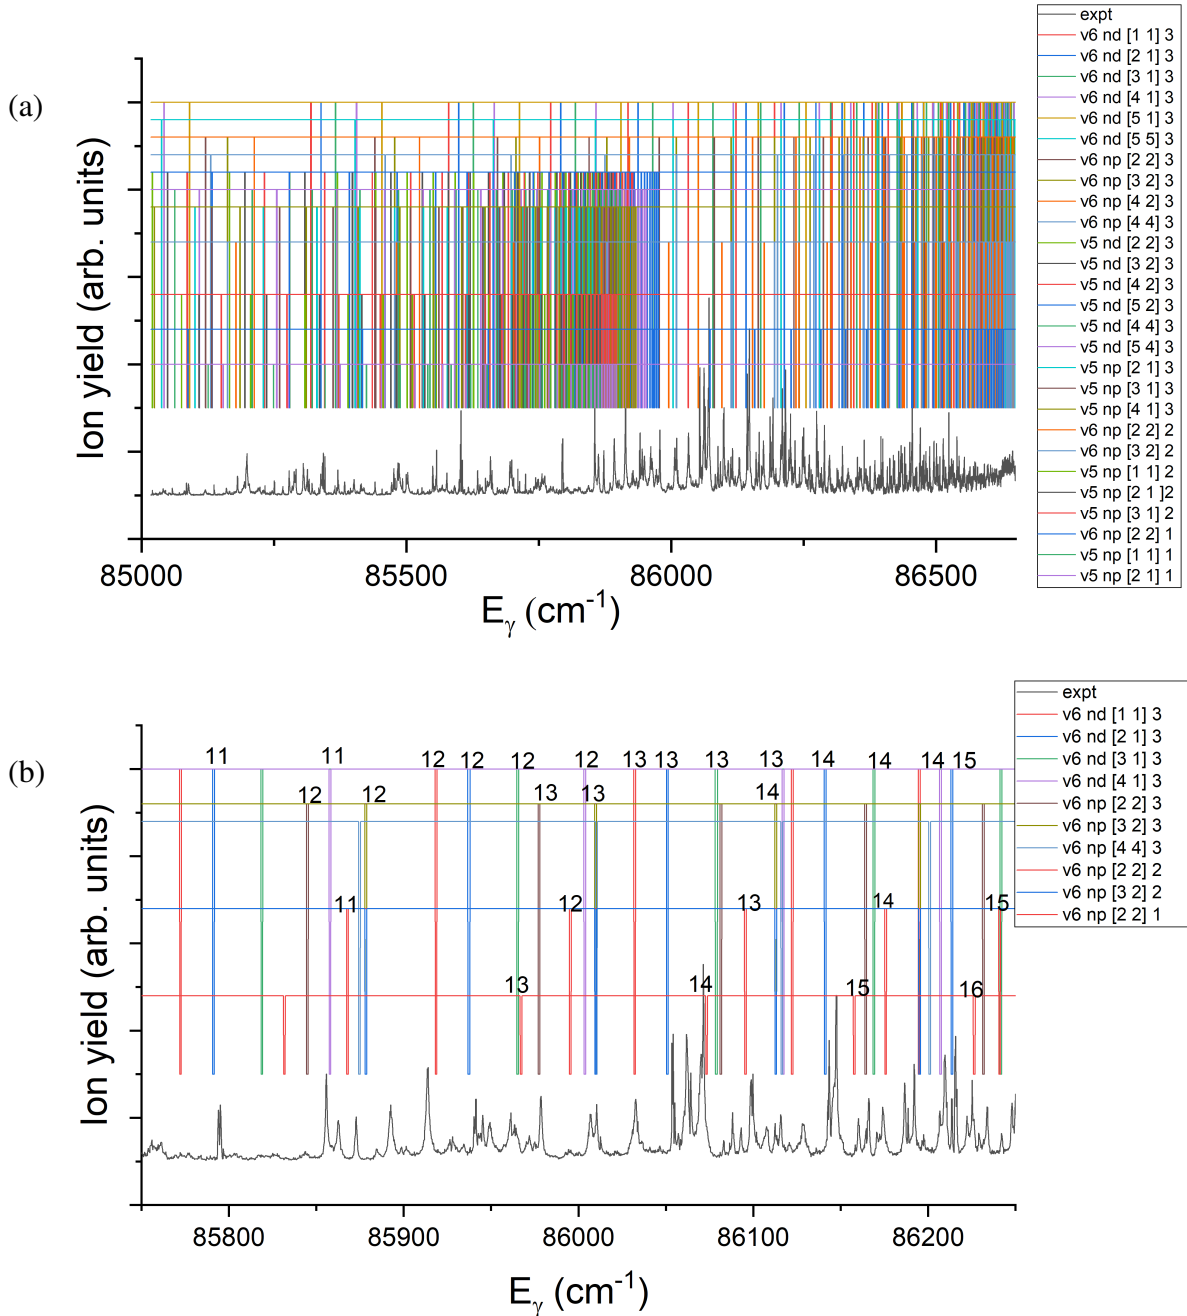 (a)
Ion yield (arb. units)
85000 85500 86000 86500
Eγ (cm-1)
expt
v6 nd [1 1] 3
v6 nd [2 1] 3
v6 nd [3 1] 3
v6 nd [4 1] 3
v6 nd [5 1] 3
v6 nd [5 5] 3
v6 np [2 2] 3
v6 np [3 2] 3
v6 np [4 2] 3
v6 np [4 4] 3
v5 nd [2 2] 3
v5 nd [3 2] 3
v5 nd [4 2] 3
v5 nd [5 2] 3
v5 nd [4 4] 3
v5 nd [5 4] 3
v5 np [2 1] 3
v5 np [3 1] 3
v5 np [4 1] 3
v6 np [2 2] 2
v6 np [3 2] 2
v5 np [1 1] 2
v5 np [2 1 ]2
v5 np [3 1] 2
v6 np [2 2] 1
v5 np [1 1] 1
v5 np [2 1] 1
(b)
Ion yield (arb. units)
11 11 12 12 12 12 13 13 13 13 14 14 14 15
12 12 13 13 14
11 12 13 14 15
13 14 15 16
85800 85900 86000 86100 86200
Eγ (cm-1)
expt
v6 nd [1 1] 3
v6 nd [2 1] 3
v6 nd [3 1] 3
v6 nd [4 1] 3
v6 np [2 2] 3
v6 np [3 2] 3
v6 np [4 4] 3
v6 np [2 2] 2
v6 np [3 2] 2
v6 np [2 2] 1